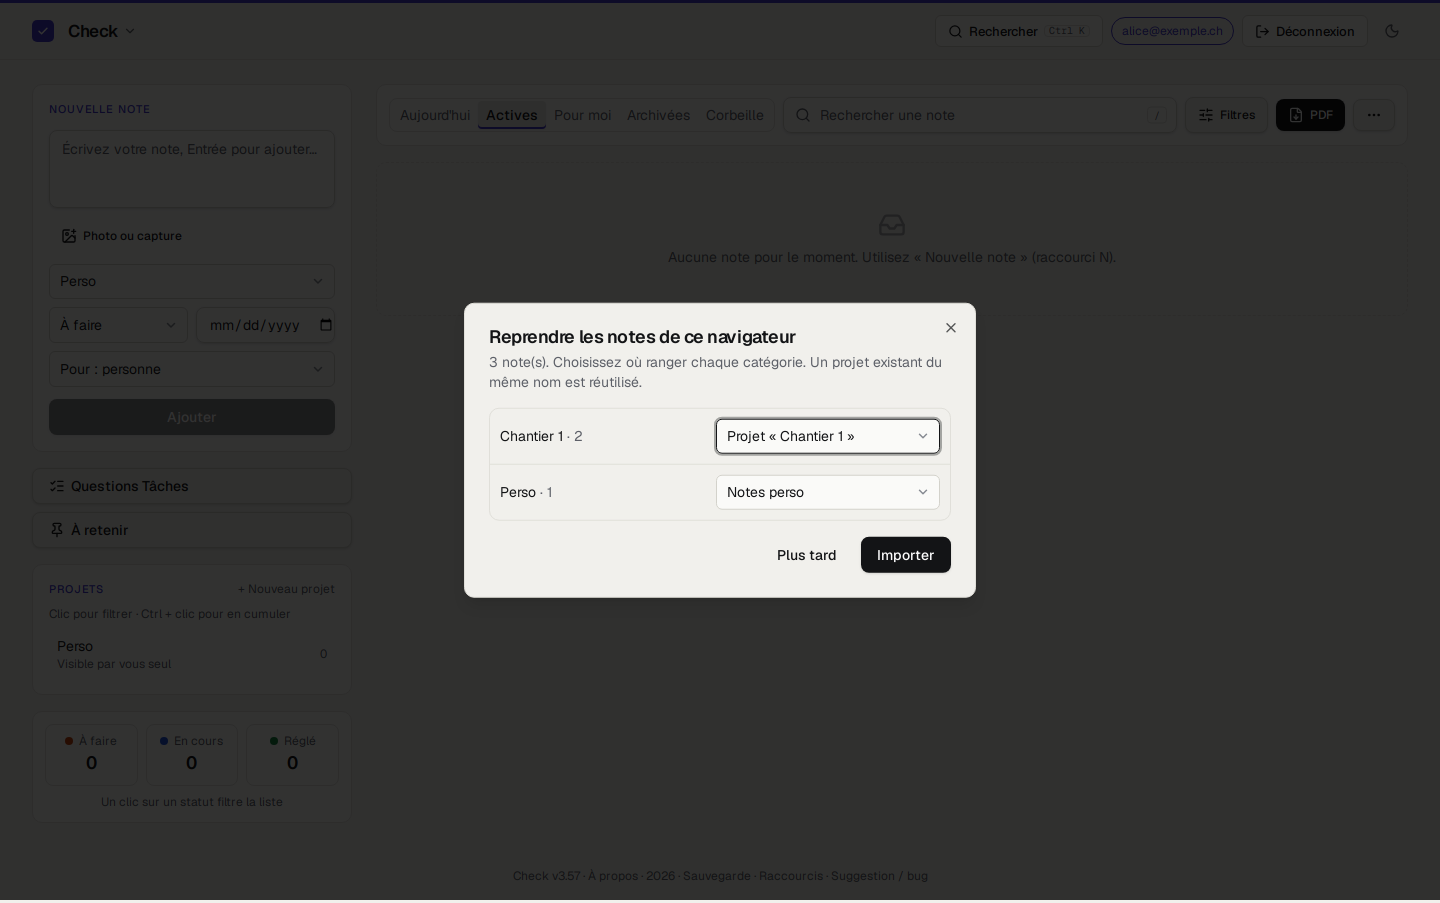 Check
Rechercher Ctrl K
alice@exemple.ch
Déconnexion
NOUVELLE NOTE
Écrivez votre note, Entrée pour ajouter...
Photo ou capture
Perso
À faire
mm/dd/yyyy
Pour : personne
Ajouter
Questions Tâches
À retenir
PROJETS
+ Nouveau projet
Clic pour filtrer · Ctrl + clic pour en cumuler
Perso
0
Visible par vous seul
À faire
0
En cours
0
Réglé
0
Un clic sur un statut filtre la liste
Aujourd'hui
Actives
Pour moi
Archivées
Corbeille
Rechercher une note
/
Filtres
PDF
Aucune note pour le moment. Utilisez « Nouvelle note » (raccourci N).
Reprendre les notes de ce navigateur
3 note(s). Choisissez où ranger chaque catégorie. Un projet existant du
même nom est réutilisé.
Chantier 1 · 2
Projet « Chantier 1 »
Perso · 1
Notes perso
Plus tard
Importer
Check v3.57 · À propos · 2026 · Sauvegarde · Raccourcis · Suggestion / bug